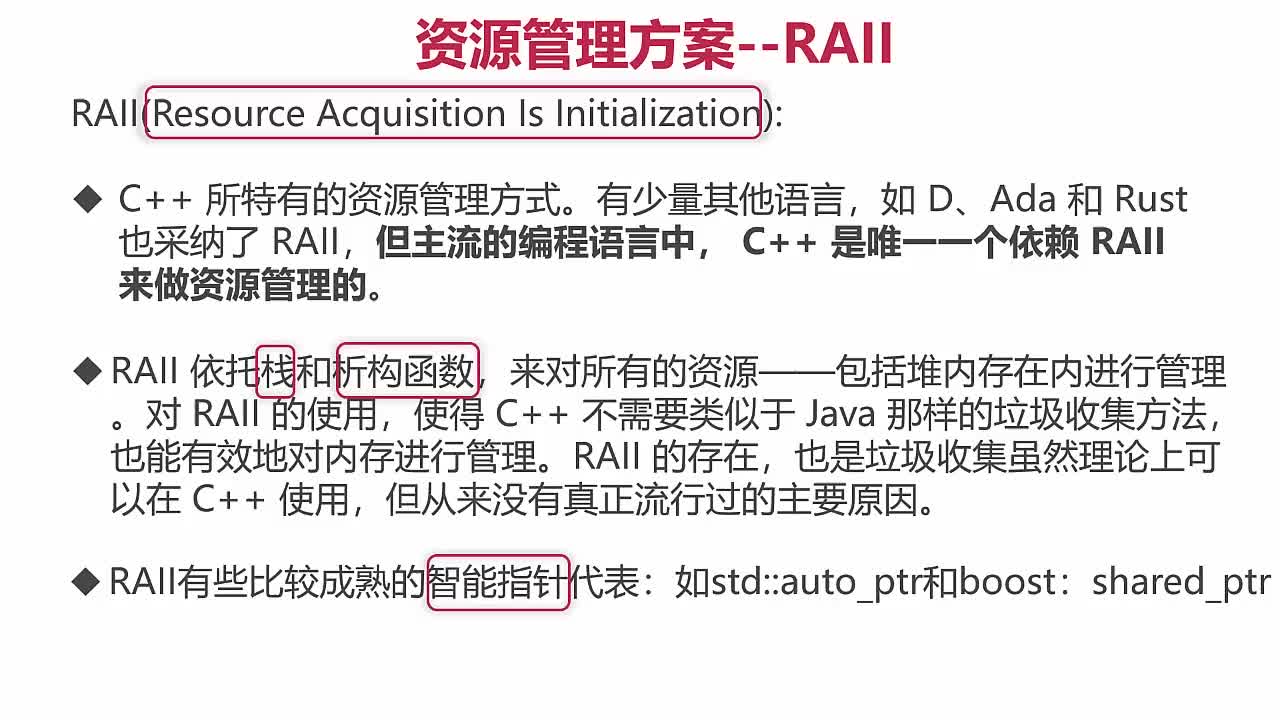 资源管理方案--RAII
RAII(Resource Acquisition Is Initialization):
◆ C++ 所特有的资源管理方式。有少量其他语言，如 D、Ada 和 Rust
也采纳了 RAII，但主流的编程语言中， C++ 是唯一一个依赖 RAII
来做资源管理的。
◆ RAII 依托栈和析构函数，来对所有的资源——包括堆内存在内进行管理
。对 RAII 的使用，使得 C++ 不需要类似于 Java 那样的垃圾收集方法，
也能有效地对内存进行管理。RAII 的存在，也是垃圾收集虽然理论上可
以在 C++ 使用，但从来没有真正流行过的主要原因。
◆ RAII有些比较成熟的智能指针代表：如std::auto_ptr和boost：shared_ptr